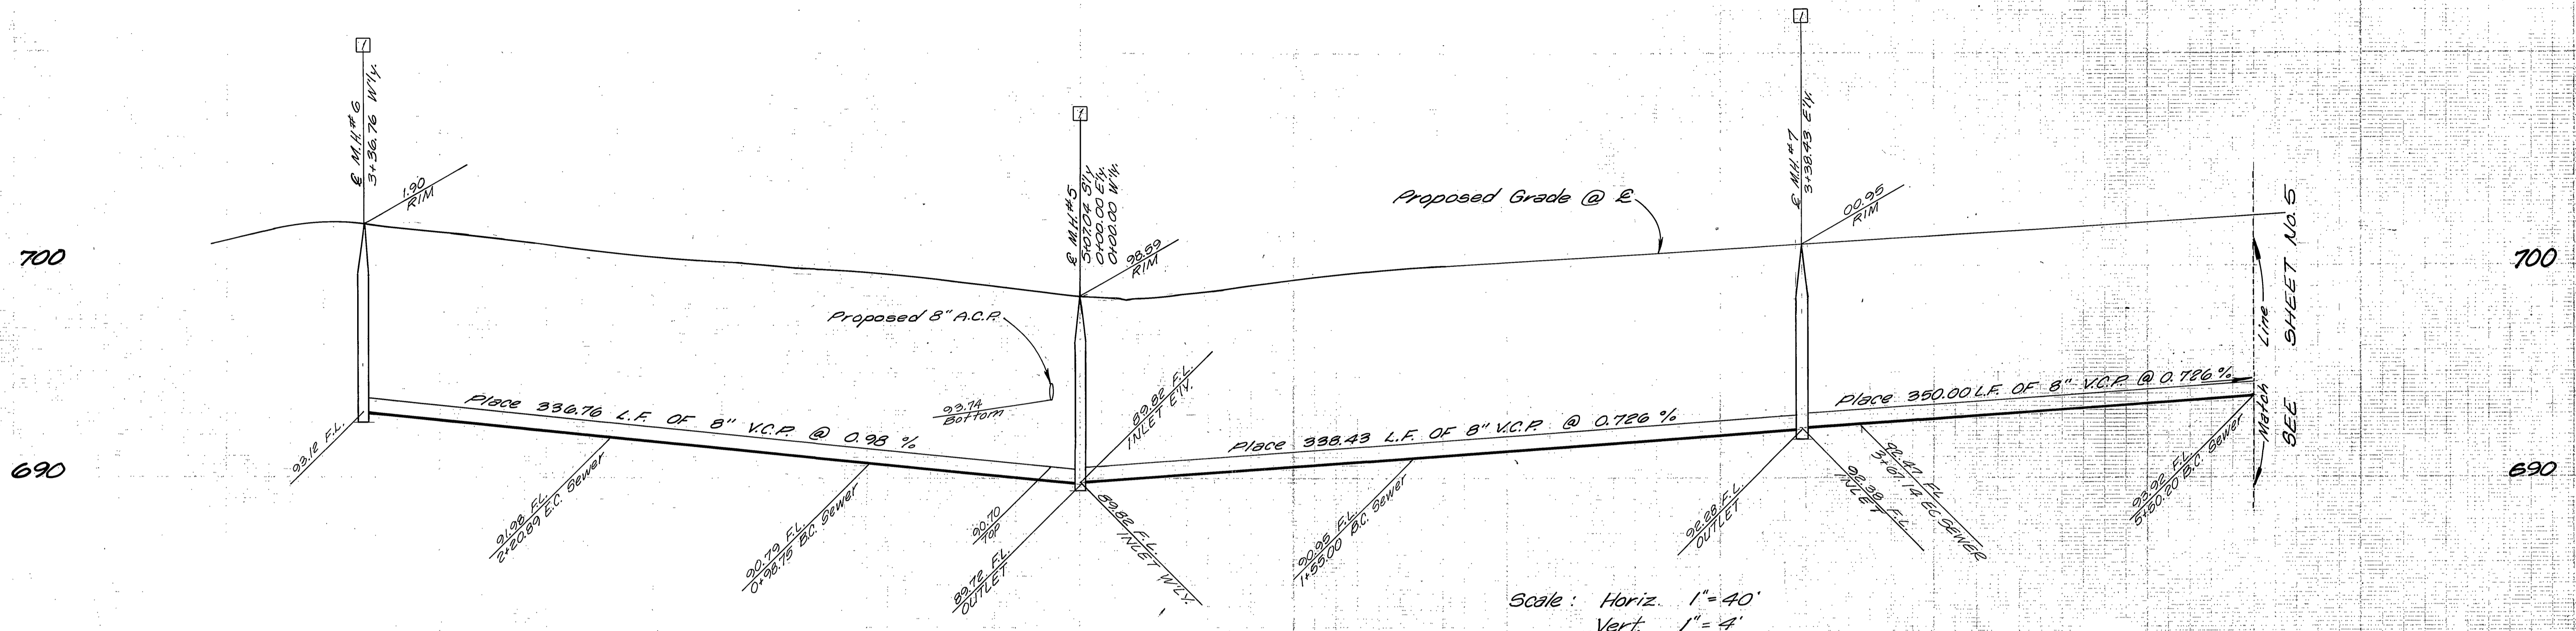 ℄ M.H.# 6
3+36.76 W'ly.
1.90
RIM
℄ M.H.#5
5+07.04 S'ly
0+00.00 E'ly.
0+00.00 W'ly.
98.59
RIM
Proposed Grade @ ℄
℄ M.H.#7
3+38.43 E'ly.
00.95
RIM
700
700
Proposed 8" A.C.P.
93.74
Bottom
89.82 F.L.
INLET E'LY.
Match Line
SEE SHEET No. 5
Place 336.76 L.F. OF 8" V.C.P. @ 0.98 %
Place 338.43 L.F. OF 8" V.C.P. @ 0.726 %
Place 350.00 L.F. OF 8" V.C.P. @ 0.726 %
690
690
93.12 F.L.
91.98 F.L.
2+20.89 E.C. Sewer
90.79 F.L.
0+98.75 B.C. Sewer
90.70
TOP
89.72 F.L.
OUTLET
89.82 F.L.
INLET W'LY.
90.95 F.L.
1+55.00 B.C. Sewer
92.28 F.L.
OUTLET
92.38 F.L.
INLET
92.47 FL
3+67.14 EC SEWER
93.92 F.L.
5+50.20 B.C. Sewer
Scale : Horiz. 1"= 40'
Vert. 1"= 4'